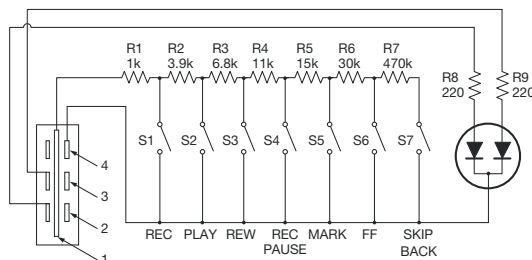 R1 R2 R3 R4 R5 R6 R7
1k 3.9k 6.8k 11k 15k 30k 470k
R8 R9
220 220
S1 S2 S3 S4 S5 S6 S7
4
3
2
1
REC PLAY REW REC MARK FF SKIP
PAUSE BACK